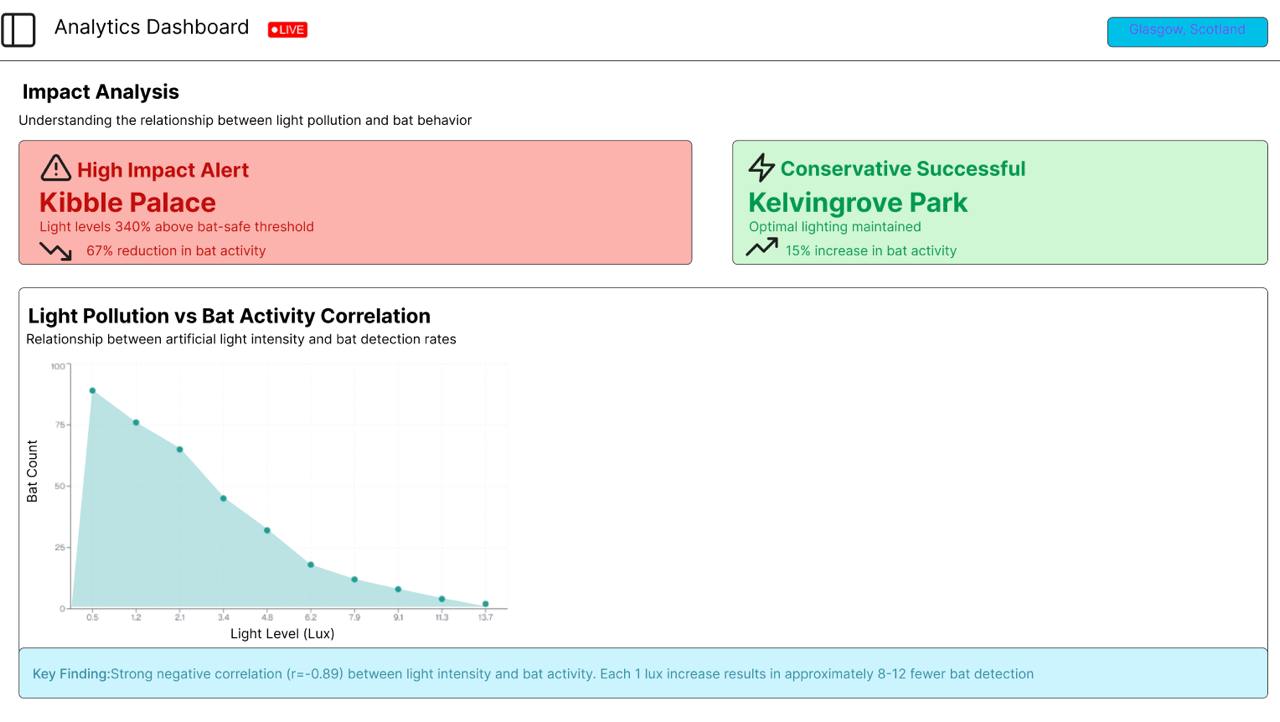 Analytics Dashboard
LIVE
Glasgow, Scotland
Impact Analysis
Understanding the relationship between light pollution and bat behavior
High Impact Alert
Kibble Palace
Light levels 340% above bat-safe threshold
67% reduction in bat activity
Conservative Successful
Kelvingrove Park
Optimal lighting maintained
15% increase in bat activity
Light Pollution vs Bat Activity Correlation
Relationship between artificial light intensity and bat detection rates
100
75
50
25
0
Bat Count
0.5 1.2 2.1 3.4 4.8 6.2 7.9 9.1 11.3 13.7
Light Level (Lux)
Key Finding:Strong negative correlation (r=-0.89) between light intensity and bat activity. Each 1 lux increase results in approximately 8-12 fewer bat detection